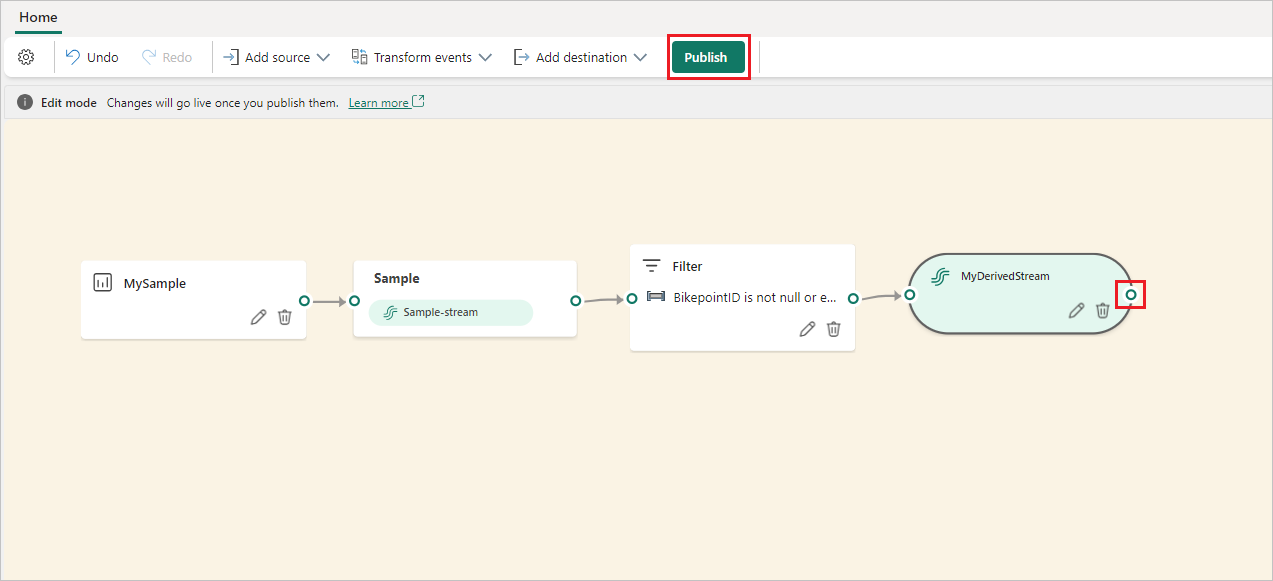 Home
Undo Redo Add source Transform events Add destination Publish
Edit mode Changes will go live once you publish them. Learn more
MySample
Sample
Sample-stream
Filter
BikepointID is not null or e...
MyDerivedStream